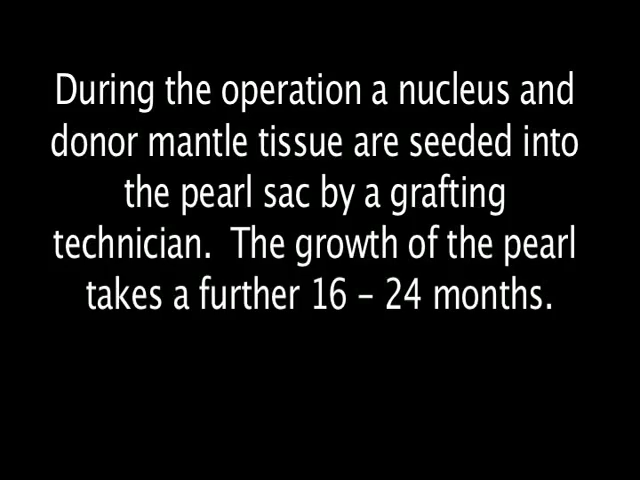 During the operation a nucleus and
donor mantle tissue are seeded into
the pearl sac by a grafting
technician.  The growth of the pearl
takes a further 16 – 24 months.